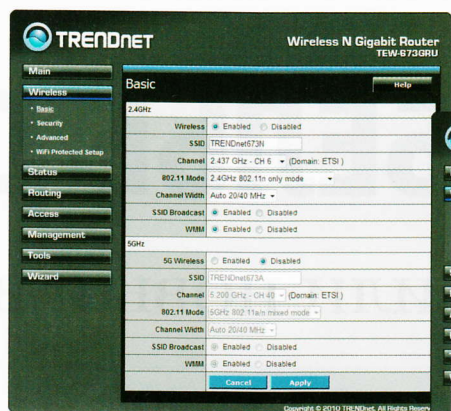 TRENDNET
Wireless N Gigabit Router
TEW-673GRU
Main
Wireless
• Basic
• Security
• Advanced
• WiFi Protected Setup
Status
Routing
Access
Management
Tools
Wizard
Basic
Help
2.4GHz
Wireless Enabled Disabled
SSID TRENDnet673N
Channel 2.437 GHz - CH 6 (Domain: ETSI )
802.11 Mode 2.4GHz 802.11n only mode
Channel Width Auto 20/40 MHz
SSID Broadcast Enabled Disabled
WMM Enabled Disabled
5GHz
5G Wireless Enabled Disabled
SSID TRENDnet673A
Channel 5.200 GHz - CH 40 (Domain: ETSI )
802.11 Mode 5GHz 802.11a/n mixed mode
Channel Width Auto 20/40 MHz
SSID Broadcast Enabled Disabled
WMM Enabled Disabled
Cancel Apply
Copyright © 2010 TRENDnet. All Rights